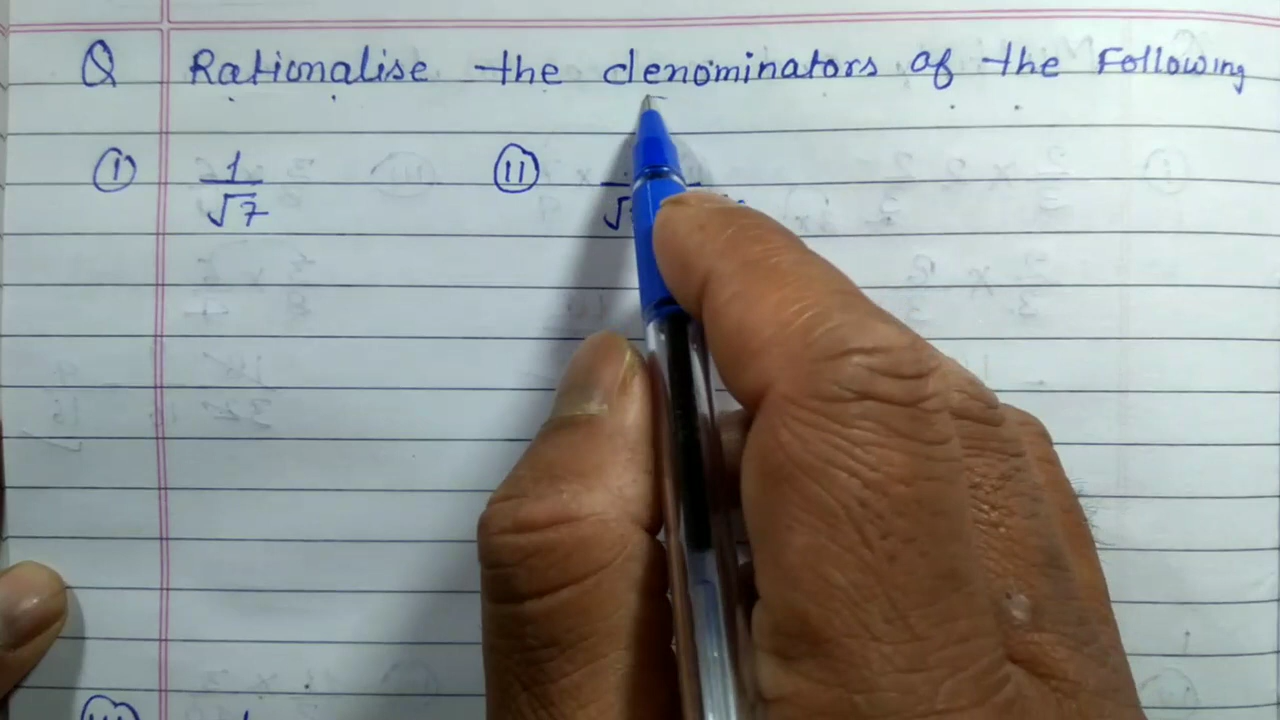 Q Rationalise the denominators of the Following
(i) 1/√7 (ii) √